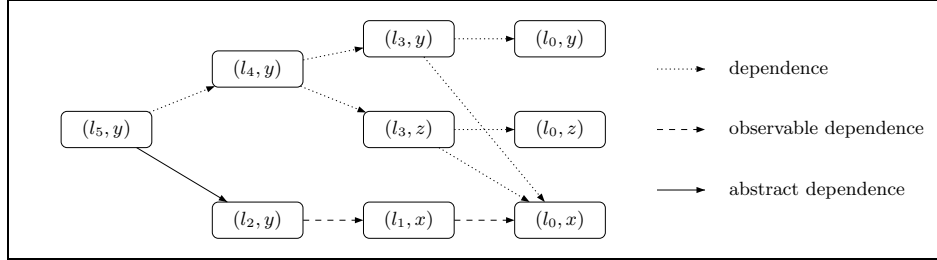 (l₃, y)
(l₀, y)
(l₄, y)
dependence
(l₅, y)
(l₃, z)
(l₀, z)
observable dependence
abstract dependence
(l₂, y)
(l₁, x)
(l₀, x)